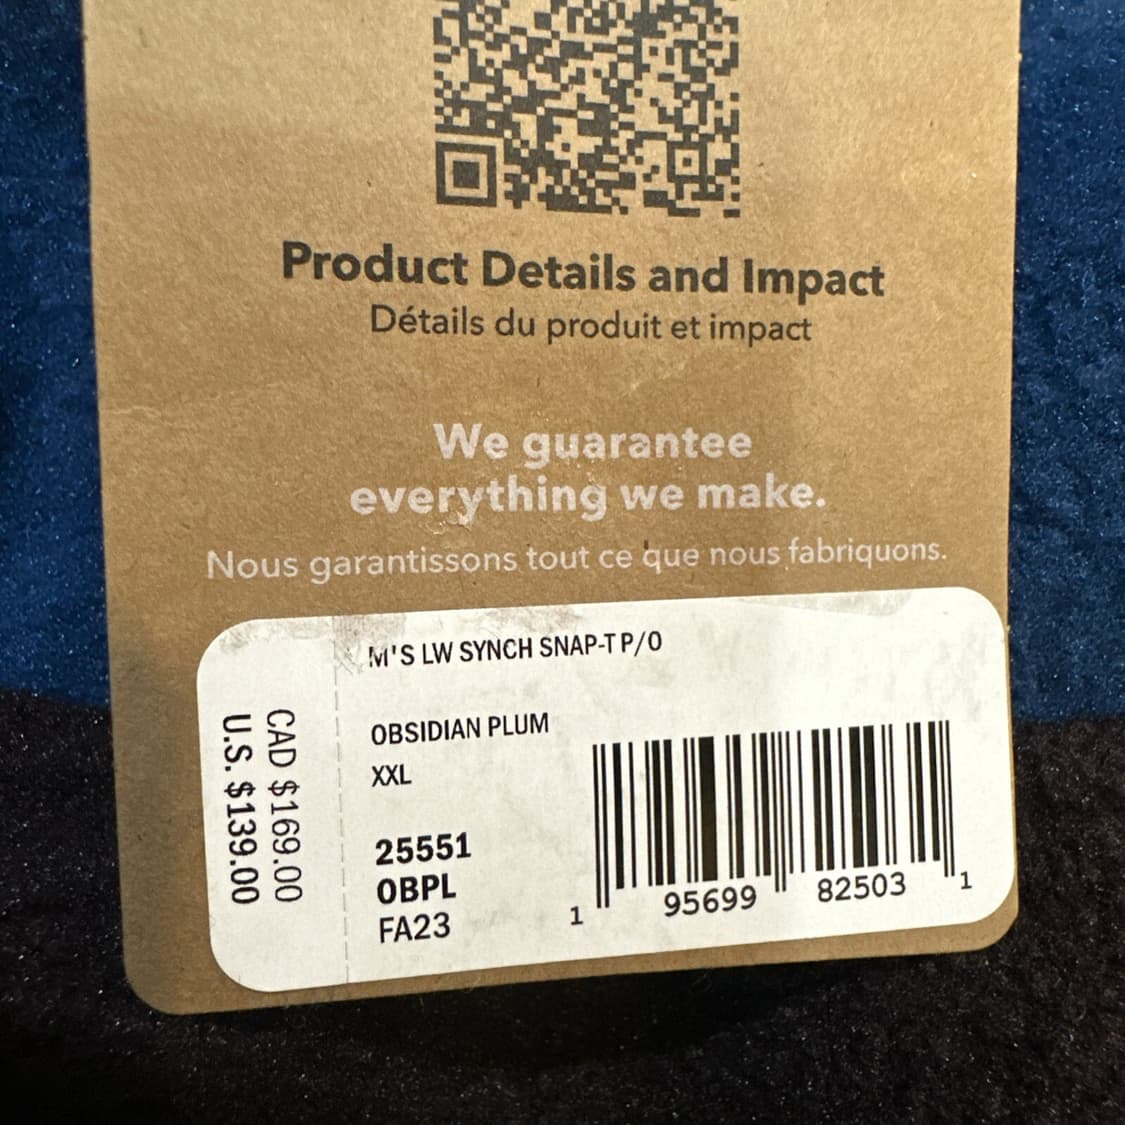 Product Details and Impact
Détails du produit et impact
We guarantee
everything we make.
Nous garantissons tout ce que nous fabriquons.
M'S LW SYNCH SNAP-T P/O
OBSIDIAN PLUM
XXL
25551
OBPL
FA23
CAD $169.00
U.S. $139.00
1 95699 82503 1